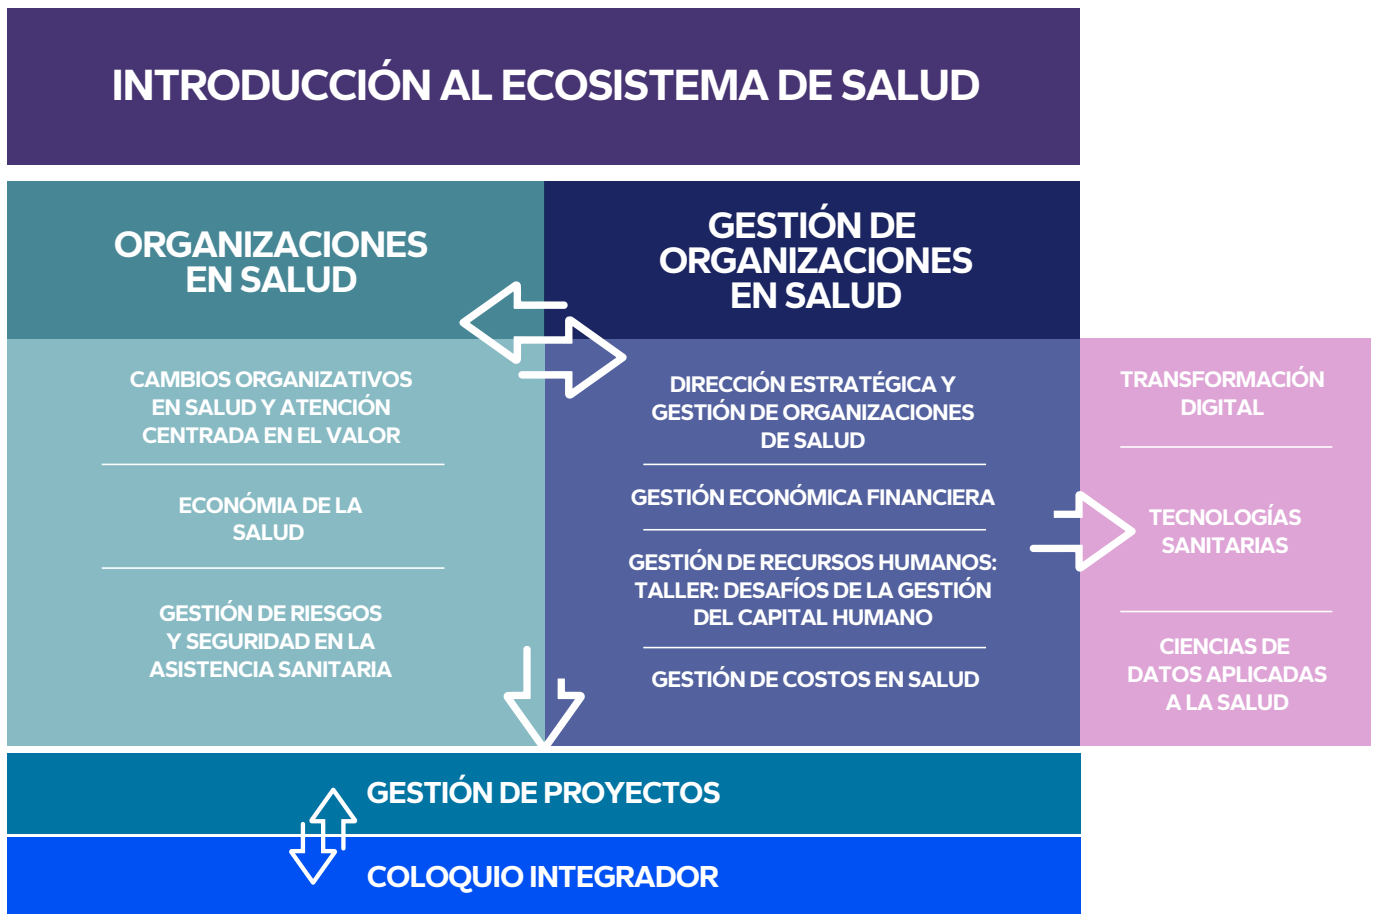 INTRODUCCIÓN AL ECOSISTEMA DE SALUD
ORGANIZACIONES
EN SALUD
GESTIÓN DE
ORGANIZACIONES
EN SALUD
CAMBIOS ORGANIZATIVOS
EN SALUD Y ATENCIÓN
CENTRADA EN EL VALOR
ECONÓMIA DE LA
SALUD
GESTIÓN DE RIESGOS
Y SEGURIDAD EN LA
ASISTENCIA SANITARIA
DIRECCIÓN ESTRATÉGICA Y
GESTIÓN DE ORGANIZACIONES
DE SALUD
GESTIÓN ECONÓMICA FINANCIERA
GESTIÓN DE RECURSOS HUMANOS:
TALLER: DESAFÍOS DE LA GESTIÓN
DEL CAPITAL HUMANO
GESTIÓN DE COSTOS EN SALUD
TRANSFORMACIÓN
DIGITAL
TECNOLOGÍAS
SANITARIAS
CIENCIAS DE
DATOS APLICADAS
A LA SALUD
GESTIÓN DE PROYECTOS
COLOQUIO INTEGRADOR